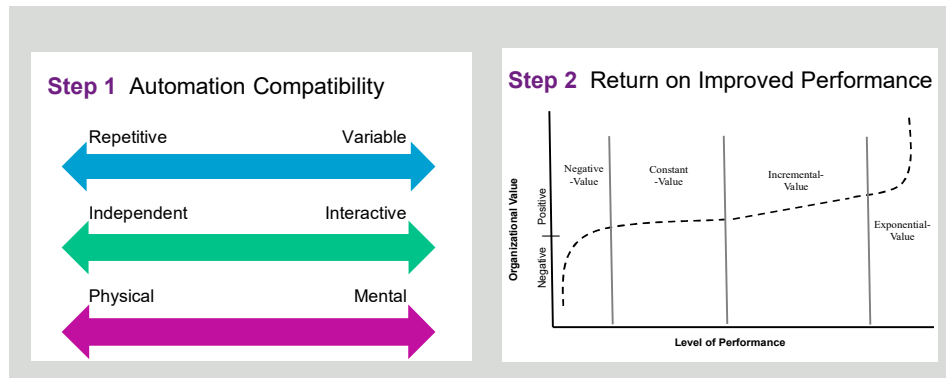 Step 1 Automation Compatibility
Repetitive Variable
Independent Interactive
Physical Mental
Step 2 Return on Improved Performance
Organizational Value
Positive
Negative
Negative
-Value
Constant
-Value
Incremental-
Value
Exponential-
Value
Level of Performance